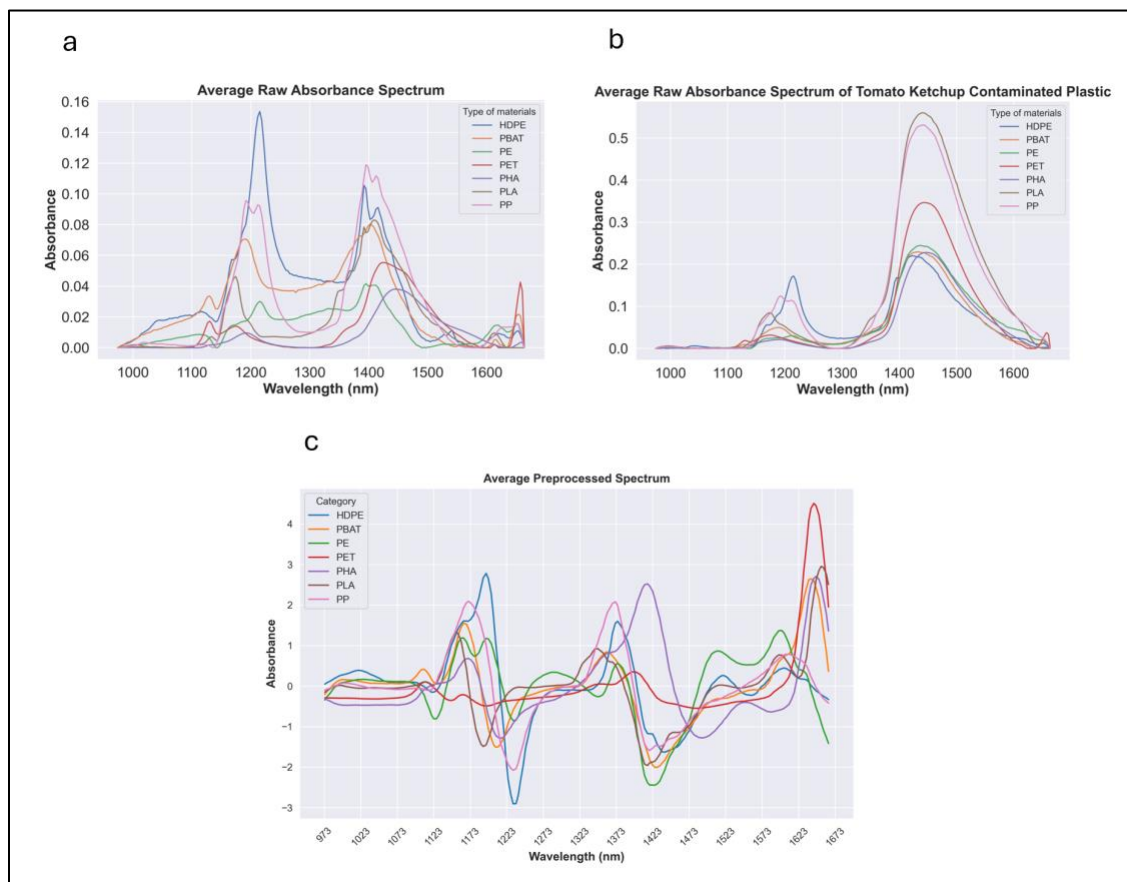 a
b
Average Raw Absorbance Spectrum
0.16
0.14
0.12
0.10
0.08
0.06
0.04
0.02
0.00
Absorbance
Type of materials
HDPE
PBAT
PE
PET
PHA
PLA
PP
1000 1100 1200 1300 1400 1500 1600
Wavelength (nm)
Average Raw Absorbance Spectrum of Tomato Ketchup Contaminated Plastic
0.5
0.4
0.3
0.2
0.1
0.0
Absorbance
Type of materials
HDPE
PBAT
PE
PET
PHA
PLA
PP
1000 1100 1200 1300 1400 1500 1600
Wavelength (nm)
c
Average Preprocessed Spectrum
4
3
2
1
0
−1
−2
−3
Absorbance
Category
HDPE
PBAT
PE
PET
PHA
PLA
PP
973 1023 1073 1123 1173 1223 1273 1323 1373 1423 1473 1523 1573 1623 1673
Wavelength (nm)